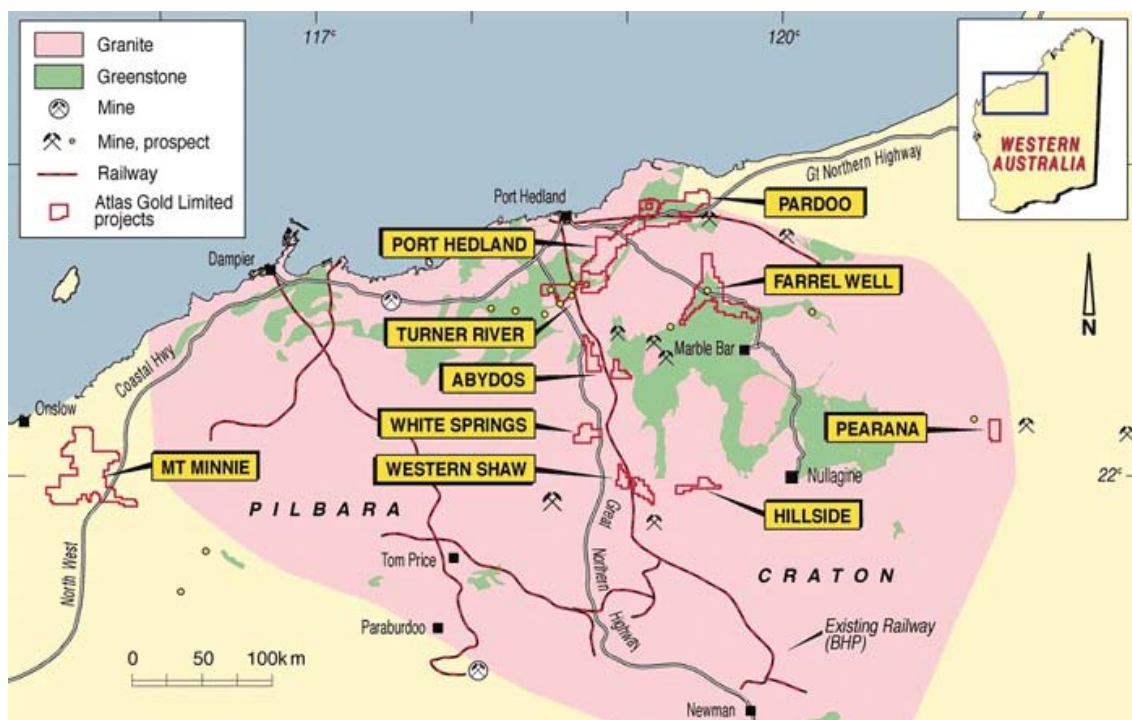 Granite
Greenstone
Mine
Mine, prospect
Railway
Atlas Gold Limited
projects
117°
120°
WESTERN
AUSTRALIA
Gt Northern Highway
Port Hedland
PARDOO
PORT HEDLAND
Dampier
FARREL WELL
N
TURNER RIVER
Marble Bar
Coastal Hwy
ABYDOS
Onslow
WHITE SPRINGS
PEARANA
MT MINNIE
WESTERN SHAW
Nullagine
22°
PILBARA
Great
HILLSIDE
North West
Tom Price
Northern
CRATON
Paraburdoo
Highway
Existing Railway
(BHP)
0 50 100km
Newman